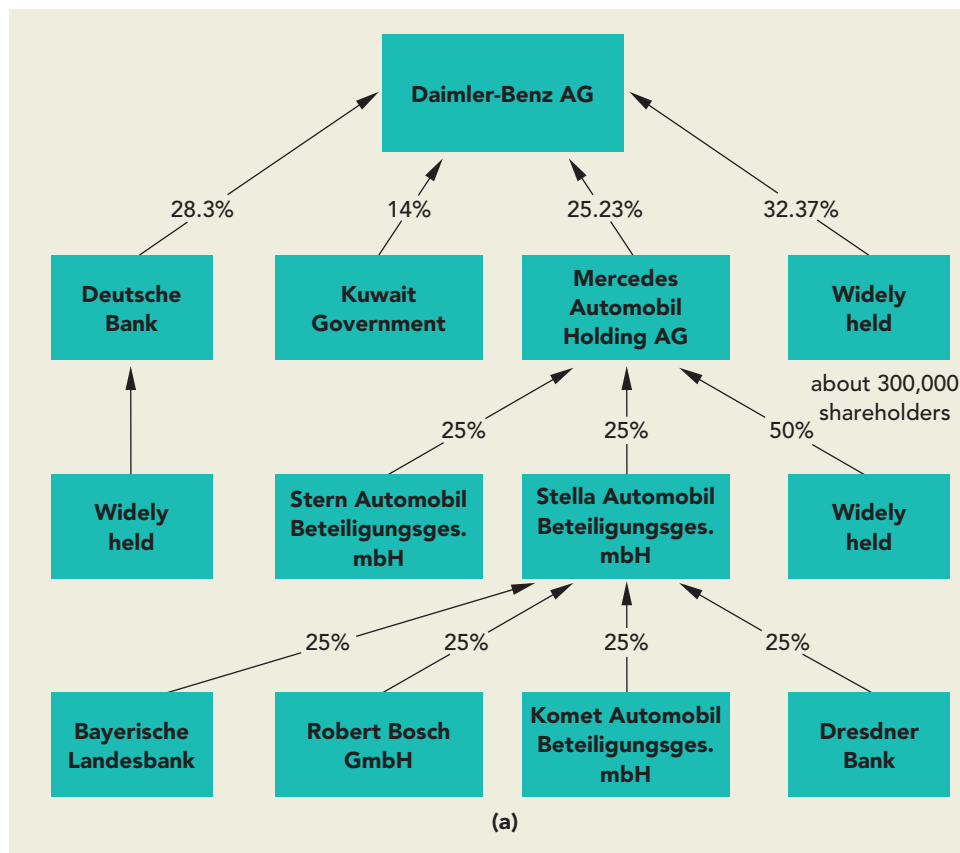 Daimler-Benz AG
28.3%
14%
25.23%
32.37%
Deutsche
Bank
Kuwait
Government
Mercedes
Automobil
Holding AG
Widely
held
about 300,000
shareholders
25%
25%
50%
Widely
held
Stern Automobil
Beteiligungsges.
mbH
Stella Automobil
Beteiligungsges.
mbH
Widely
held
25%
25%
25%
25%
Bayerische
Landesbank
Robert Bosch
GmbH
Komet Automobil
Beteiligungsges.
mbH
Dresdner
Bank
(a)